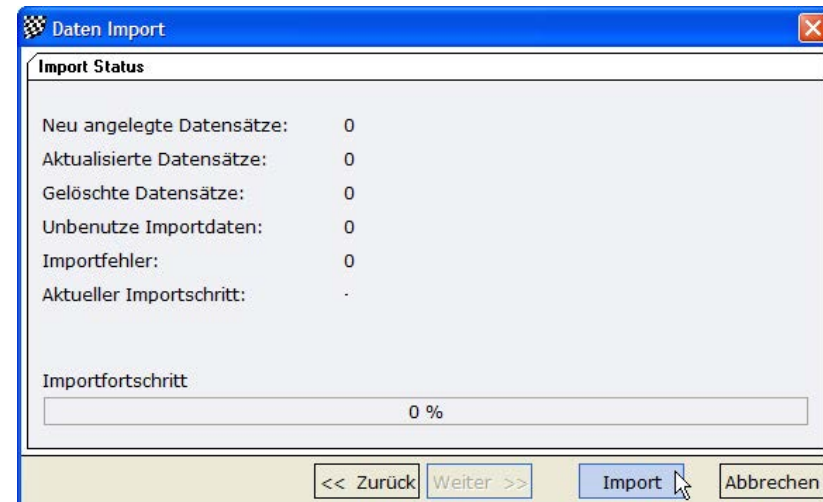 Daten Import
Import Status
Neu angelegte Datensätze: 0
Aktualisierte Datensätze: 0
Gelöschte Datensätze: 0
Unbenutze Importdaten: 0
Importfehler: 0
Aktueller Importschritt: -
Importfortschritt
0 %
<< Zurück Weiter >> Import Abbrechen